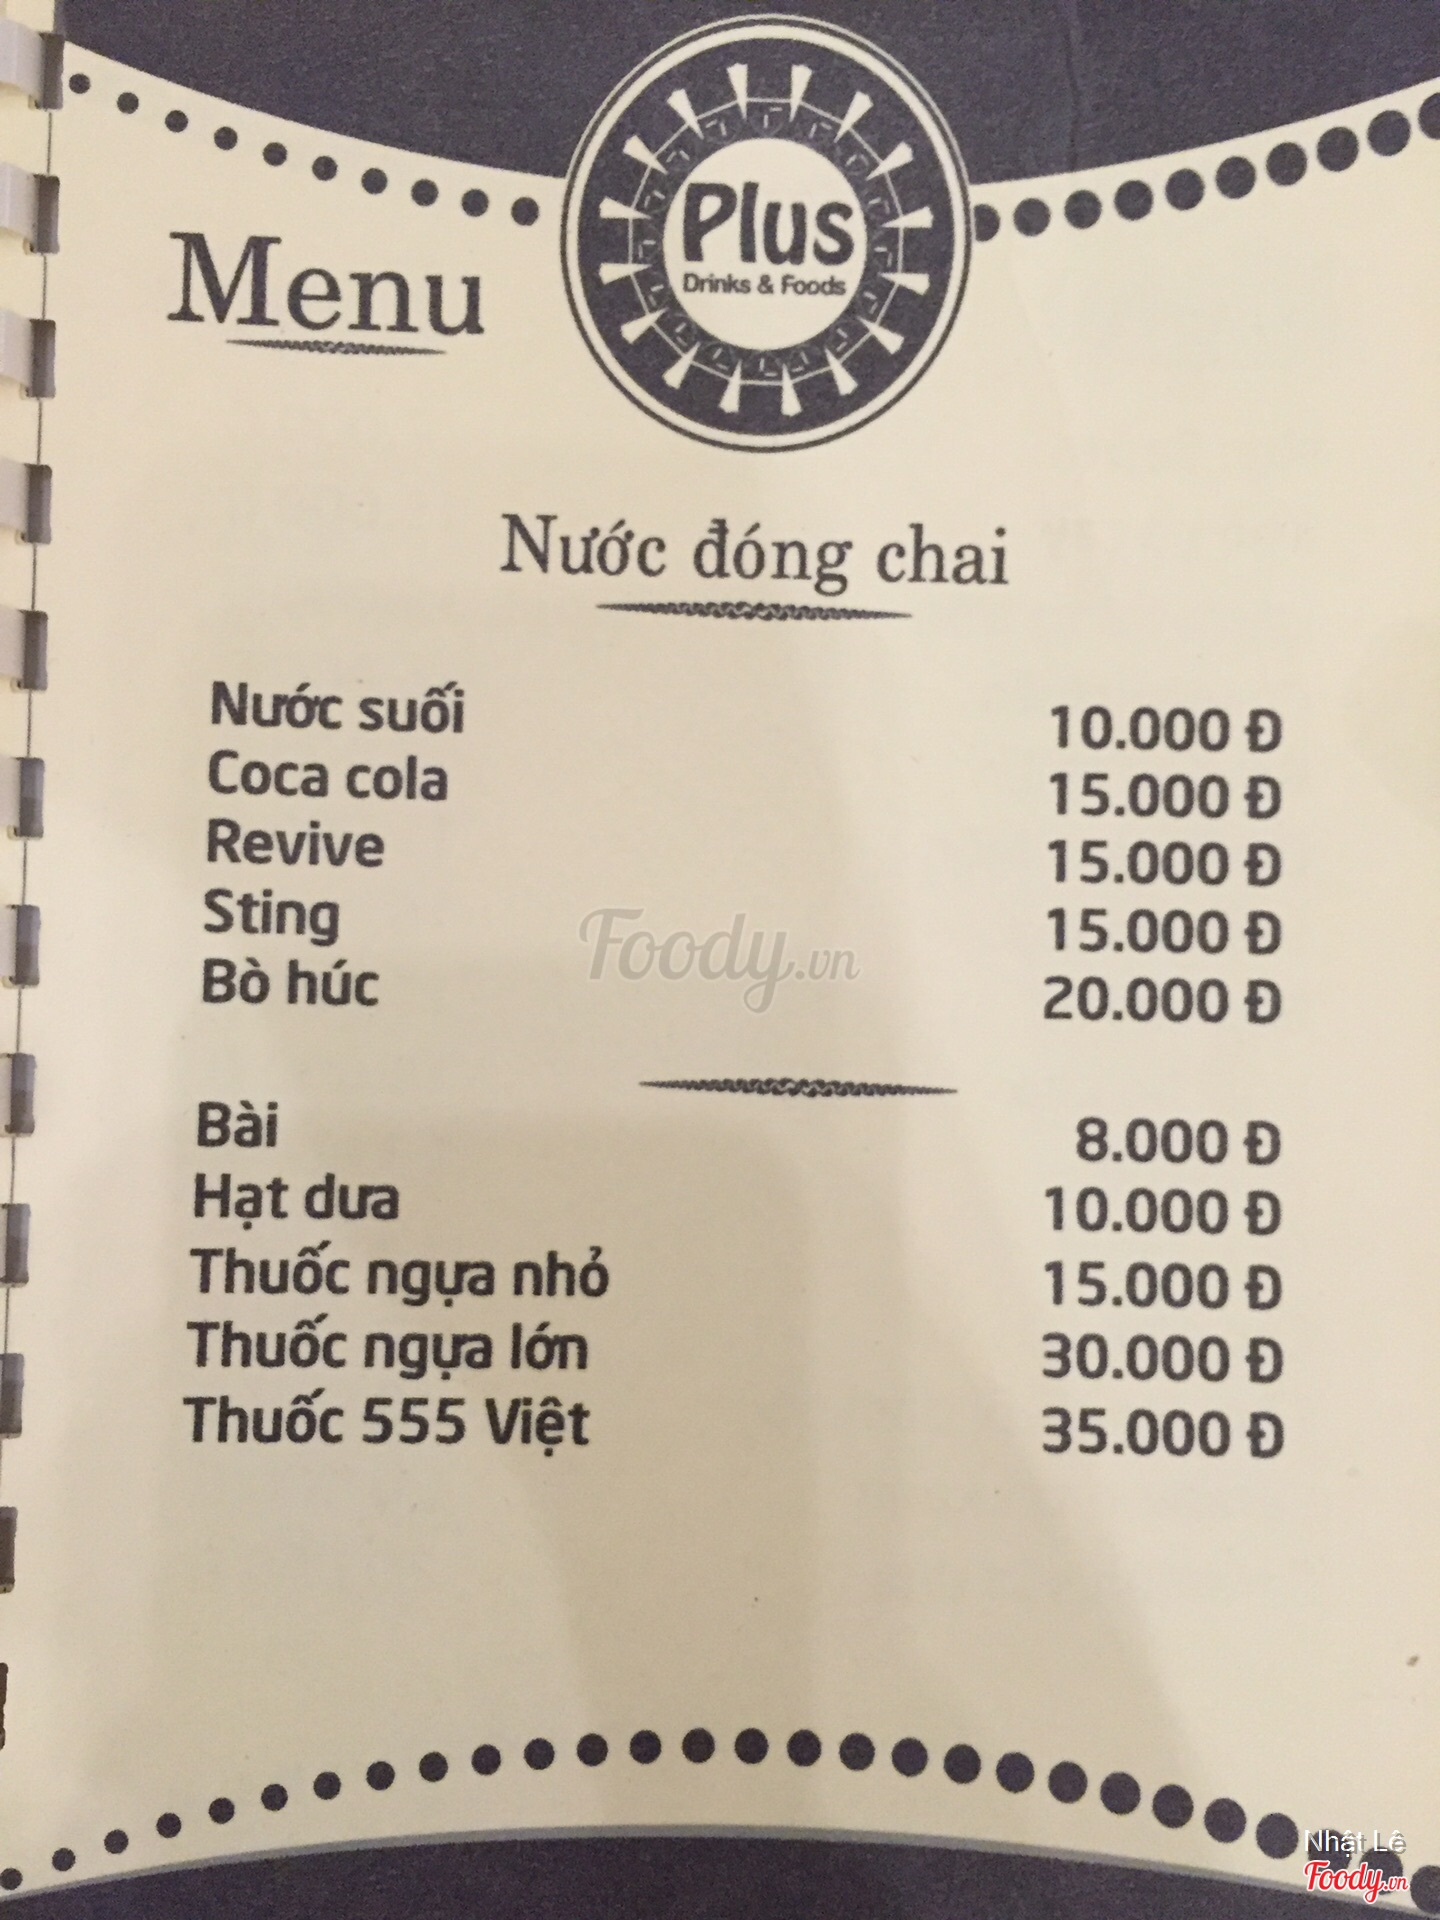 Plus
Drinks & Foods
Menu
Nước đóng chai
Nước suối 10.000 Đ
Coca cola 15.000 Đ
Revive 15.000 Đ
Sting 15.000 Đ
Bò húc 20.000 Đ
Foody.vn
Bài 8.000 Đ
Hạt dưa 10.000 Đ
Thuốc ngựa nhỏ 15.000 Đ
Thuốc ngựa lớn 30.000 Đ
Thuốc 555 Việt 35.000 Đ
Nhật Lê
Foody.vn